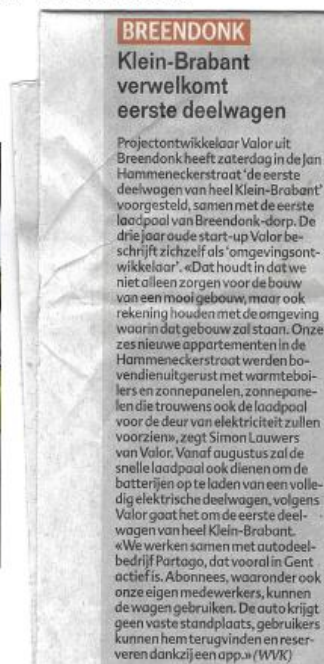 BREENDONK
Klein-Brabant
verwelkomt
eerste deelwagen
Projectontwikkelaar Valor uit
Breendonk heeft zaterdag in de Jan
Hammeneckerstraat ‘de eerste
deelwagen van heel Klein-Brabant’
voorgesteld, samen met de eerste
laadpaal van Breendonk-dorp. De
drie jaar oude start-up Valor be-
schrijft zichzelf als ‘omgevingsont-
wikkelaar’. «Dat houdt in dat we
niet alleen zorgen voor de bouw
van een mooi gebouw, maar ook
rekening houden met de omgeving
waarin dat gebouw zal staan. Onze
zes nieuwe appartementen in de
Hammeneckerstraat werden bo-
vendien uitgerust met warmteboi-
lers en zonnepanelen, zonnepane-
len die trouwens ook de laadpaal
voor de deur van elektriciteit zullen
voorzien», zegt Simon Lauwers
van Valor. Vanaf augustus zal de
snelle laadpaal ook dienen om de
batterijen op te laden van een volle-
dig elektrische deelwagen, volgens
Valor gaat het om de eerste deel-
wagen van heel Klein-Brabant.
«We werken samen met autodeel-
bedrijf Partago, dat vooral in Gent
actief is. Abonnees, waaronder ook
onze eigen medewerkers, kunnen
de wagen gebruiken. De auto krijgt
geen vaste standplaats, gebruikers
kunnen hem terugvinden en reser-
veren dankzij een app.» (WVK)